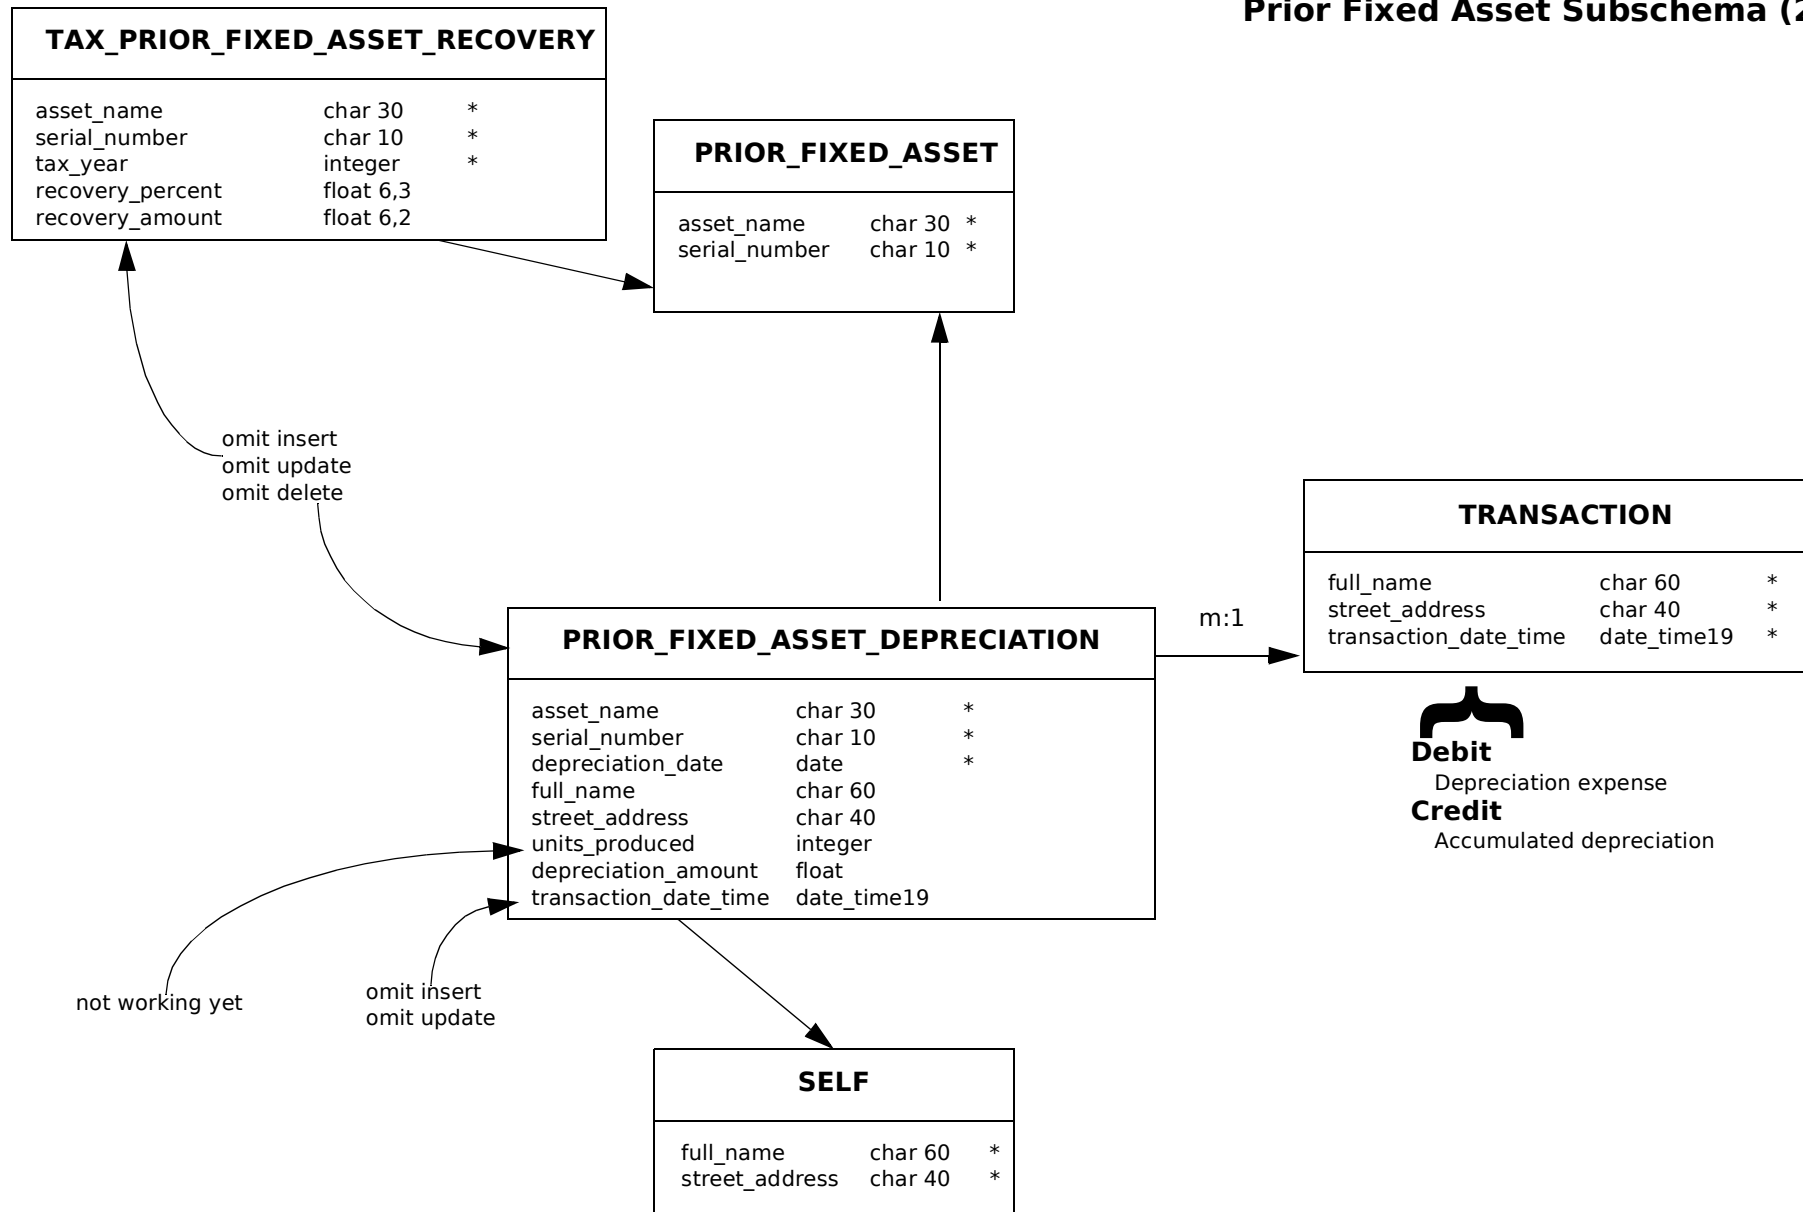 Prior Fixed Asset Subschema (2
TAX_PRIOR_FIXED_ASSET_RECOVERY
asset_name char 30 *
serial_number char 10 *
tax_year integer *
recovery_percent float 6,3
recovery_amount float 6,2
PRIOR_FIXED_ASSET
asset_name char 30 *
serial_number char 10 *
omit insert
omit update
omit delete
TRANSACTION
full_name char 60 *
street_address char 40 *
transaction_date_time date_time19 *
m:1
Debit
Depreciation expense
Credit
Accumulated depreciation
PRIOR_FIXED_ASSET_DEPRECIATION
asset_name char 30 *
serial_number char 10 *
depreciation_date date *
full_name char 60
street_address char 40
units_produced integer
depreciation_amount float
transaction_date_time date_time19
not working yet
omit insert
omit update
SELF
full_name char 60 *
street_address char 40 *